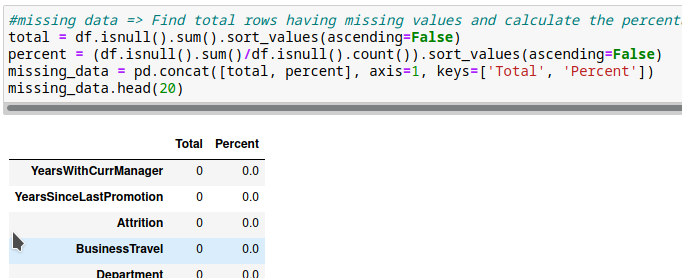 #missing data => Find total rows having missing values and calculate the percent
total = df.isnull().sum().sort_values(ascending=False)
percent = (df.isnull().sum()/df.isnull().count()).sort_values(ascending=False)
missing_data = pd.concat([total, percent], axis=1, keys=['Total', 'Percent'])
missing_data.head(20)
Total Percent
YearsWithCurrManager 0 0.0
YearsSinceLastPromotion 0 0.0
Attrition 0 0.0
BusinessTravel 0 0.0
Department 0 0.0